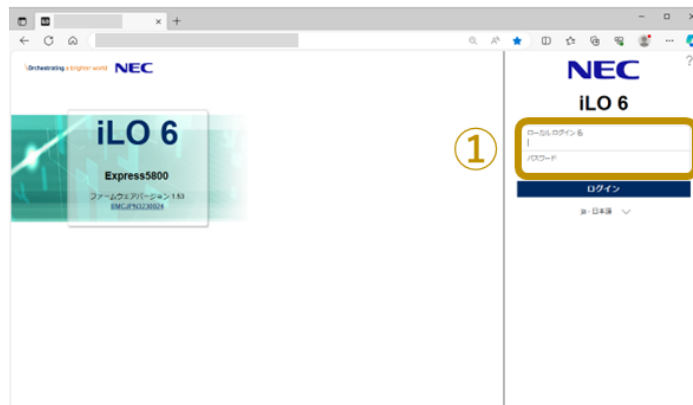 Orchestrating a brighter world NEC
iLO 6
Express5800
ファームウェアバージョン 1.53
BMCJPN3230024
①
NEC
?
iLO 6
ローカルログイン名
パスワード
ログイン
ja - 日本語